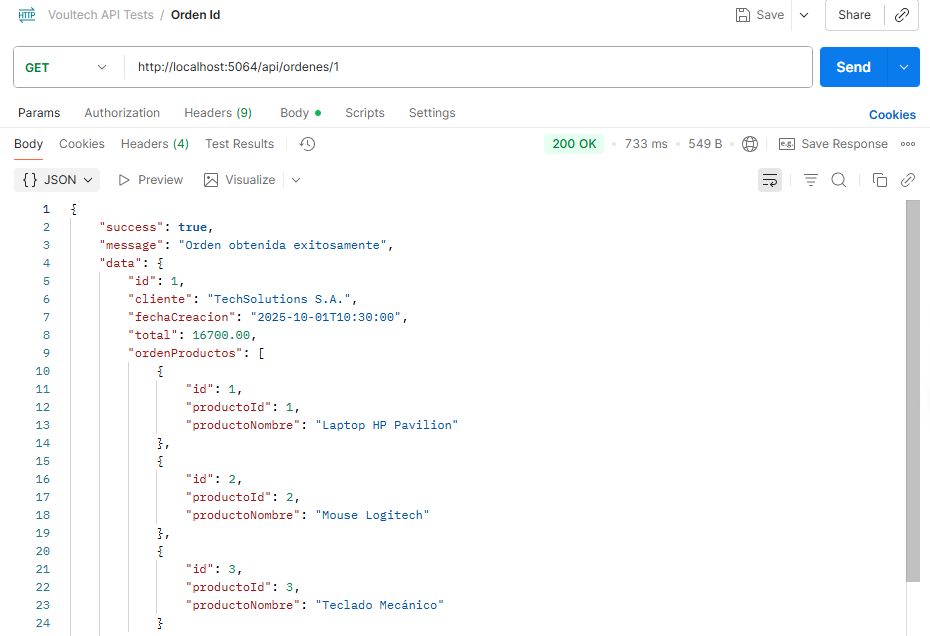 HTTP Voultech API Tests / Orden Id Save Share
GET http://localhost:5064/api/ordenes/1 Send
Params Authorization Headers (9) Body Scripts Settings Cookies
Body Cookies Headers (4) Test Results 200 OK 733 ms 549 B e.g. Save Response
{} JSON Preview Visualize
1 {
2 "success": true,
3 "message": "Orden obtenida exitosamente",
4 "data": {
5 "id": 1,
6 "cliente": "TechSolutions S.A.",
7 "fechaCreacion": "2025-10-01T10:30:00",
8 "total": 16700.00,
9 "ordenProductos": [
10 {
11 "id": 1,
12 "productoId": 1,
13 "productoNombre": "Laptop HP Pavilion"
14 },
15 {
16 "id": 2,
17 "productoId": 2,
18 "productoNombre": "Mouse Logitech"
19 },
20 {
21 "id": 3,
22 "productoId": 3,
23 "productoNombre": "Teclado Mecánico"
24 }